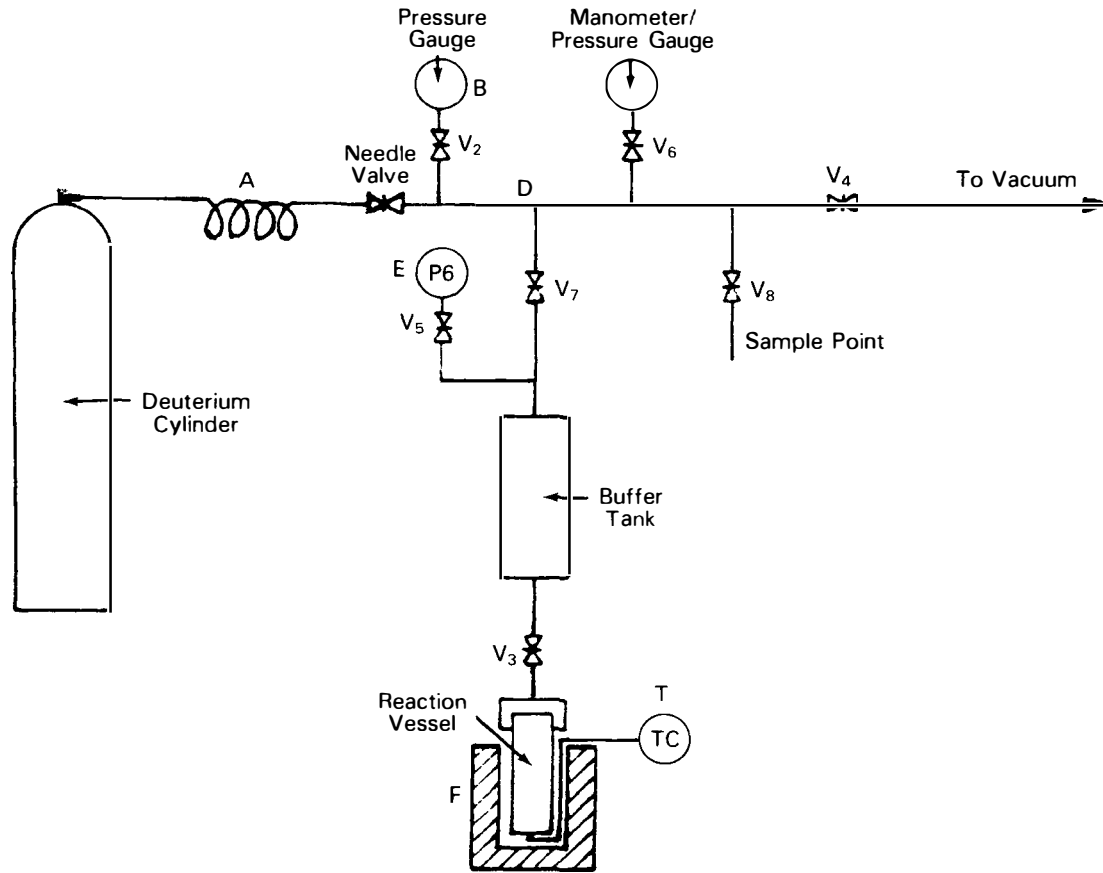 Pressure
Gauge
Manometer/
Pressure Gauge
B
V₂
V₆
Needle
Valve
A
D
V₄
To Vacuum
E
P6
V₇
V₈
V₅
Sample Point
Deuterium
Cylinder
Buffer
Tank
V₃
Reaction
Vessel
T
TC
F